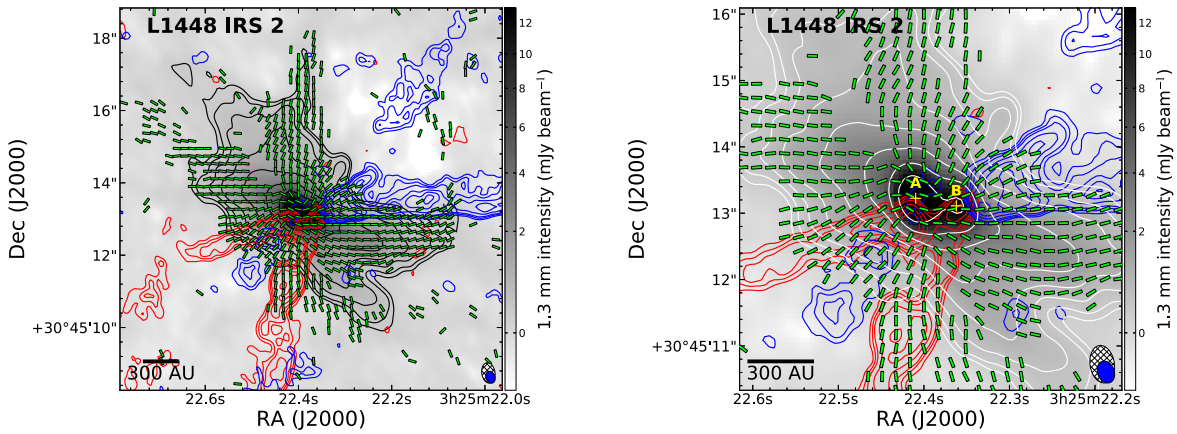 L1448 IRS 2
18"
16"
14"
12"
+30°45'10"
22.6s
22.4s
22.2s
3h25m22.0s
RA (J2000)
Dec (J2000)
300 AU
12
10
8
6
4
2
0
1.3 mm intensity (mJy beam⁻¹)
L1448 IRS 2
16"
15"
14"
13"
12"
+30°45'11"
22.6s
22.5s
22.4s
22.3s
3h25m22.2s
RA (J2000)
Dec (J2000)
300 AU
A
B
12
10
8
6
4
2
0
1.3 mm intensity (mJy beam⁻¹)